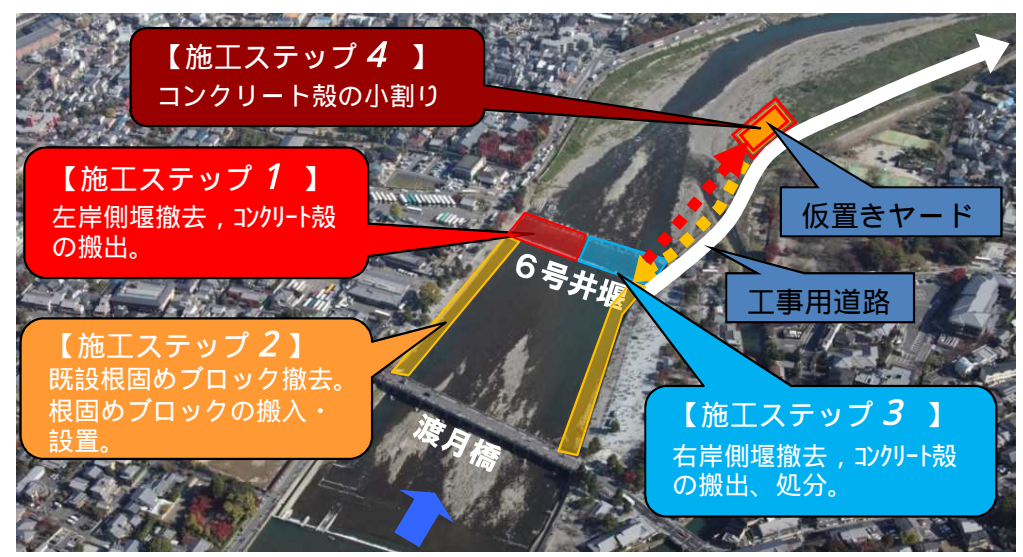 【施工ステップ4 】
コンクリート殻の小割り
【施工ステップ1 】
左岸側堰撤去,コンクリート殻
の搬出。
仮置きヤード
6号井堰
工事用道路
【施工ステップ2】
既設根固めブロック撤去。
根固めブロックの搬入・
設置。
渡月橋
【施工ステップ3 】
右岸側堰撤去,コンクリート殻
の搬出、処分。